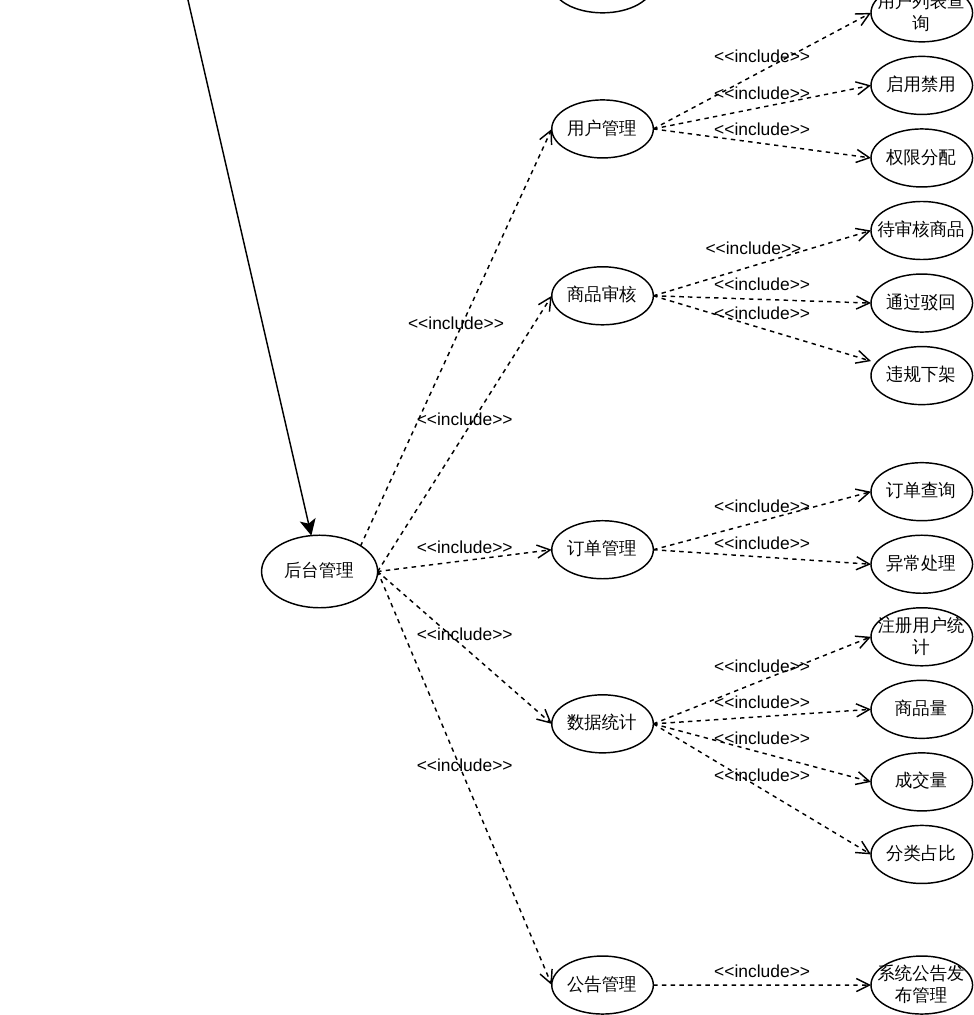 用户列表查
询
<<include>>
启用禁用
<<include>>
用户管理
<<include>>
权限分配
待审核商品
<<include>>
<<include>>
商品审核
通过驳回
<<include>>
<<include>>
违规下架
<<include>>
订单查询
<<include>>
<<include>>
<<include>>
订单管理
异常处理
后台管理
注册用户统
计
<<include>>
<<include>>
<<include>>
商品量
数据统计
<<include>>
<<include>>
成交量
<<include>>
分类占比
<<include>>
系统公告发
布管理
公告管理